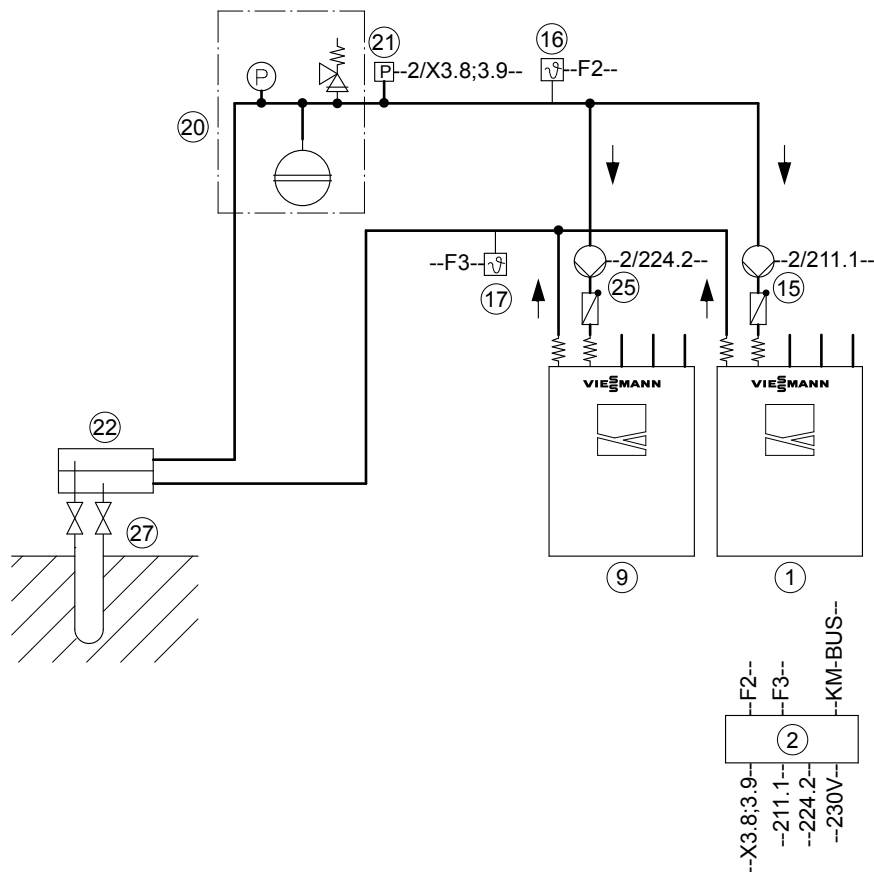 21
16
P
P
--2/X3.8;3.9--
ϑ
--F2--
20
--F3--
ϑ
--2/224.2--
--2/211.1--
17
25
15
VIESMANN
VIESMANN
22
27
9
1
--F2--
--F3--
--KM-BUS--
2
--X3.8;3.9--
--211.1--
--224.2--
--230V--